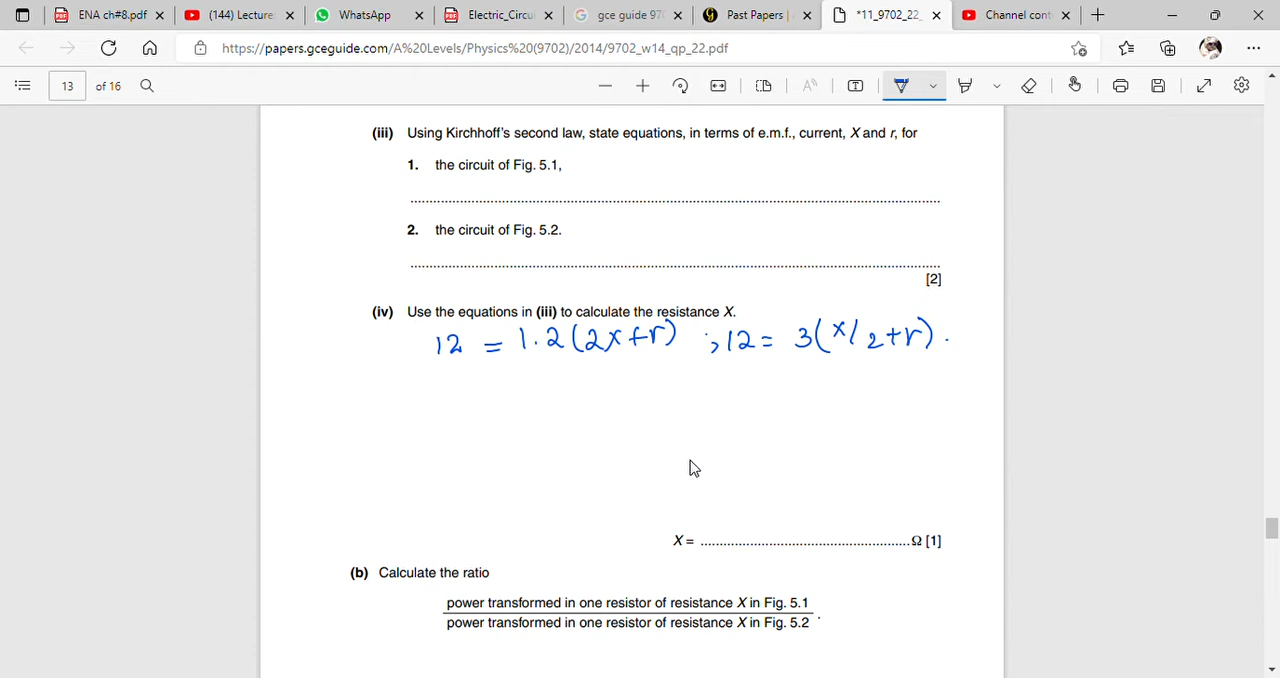 ENA ch#8.pdf
(144) Lecture
WhatsApp
Electric_Circu
gce guide 970
Past Papers |
*11_9702_22_
Channel cont
https://papers.gceguide.com/A%20Levels/Physics%20(9702)/2014/9702_w14_qp_22.pdf
13 of 16
(iii) Using Kirchhoff's second law, state equations, in terms of e.m.f., current, X and r, for
1. the circuit of Fig. 5.1,
2. the circuit of Fig. 5.2.
[2]
(iv) Use the equations in (iii) to calculate the resistance X.
12 = 1.2(2x+r) ; 12 = 3(x/2+r).
X = .......................................... Ω [1]
(b) Calculate the ratio
power transformed in one resistor of resistance X in Fig. 5.1
power transformed in one resistor of resistance X in Fig. 5.2 .